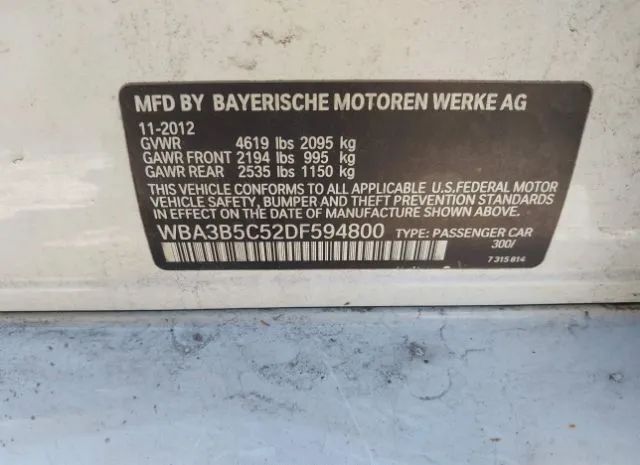 MFD BY BAYERISCHE MOTOREN WERKE AG
11-2012
GVWR 4619 lbs 2095 kg
GAWR FRONT 2194 lbs 995 kg
GAWR REAR 2535 lbs 1150 kg
THIS VEHICLE CONFORMS TO ALL APPLICABLE U.S.FEDERAL MOTOR
VEHICLE SAFETY, BUMPER AND THEFT PREVENTION
STANDARDS IN EFFECT ON THE DATE OF MANUFACTURE SHOWN ABOVE.
WBA3B5C52DF594800 TYPE: PASSENGER CAR
300/
7 315 814